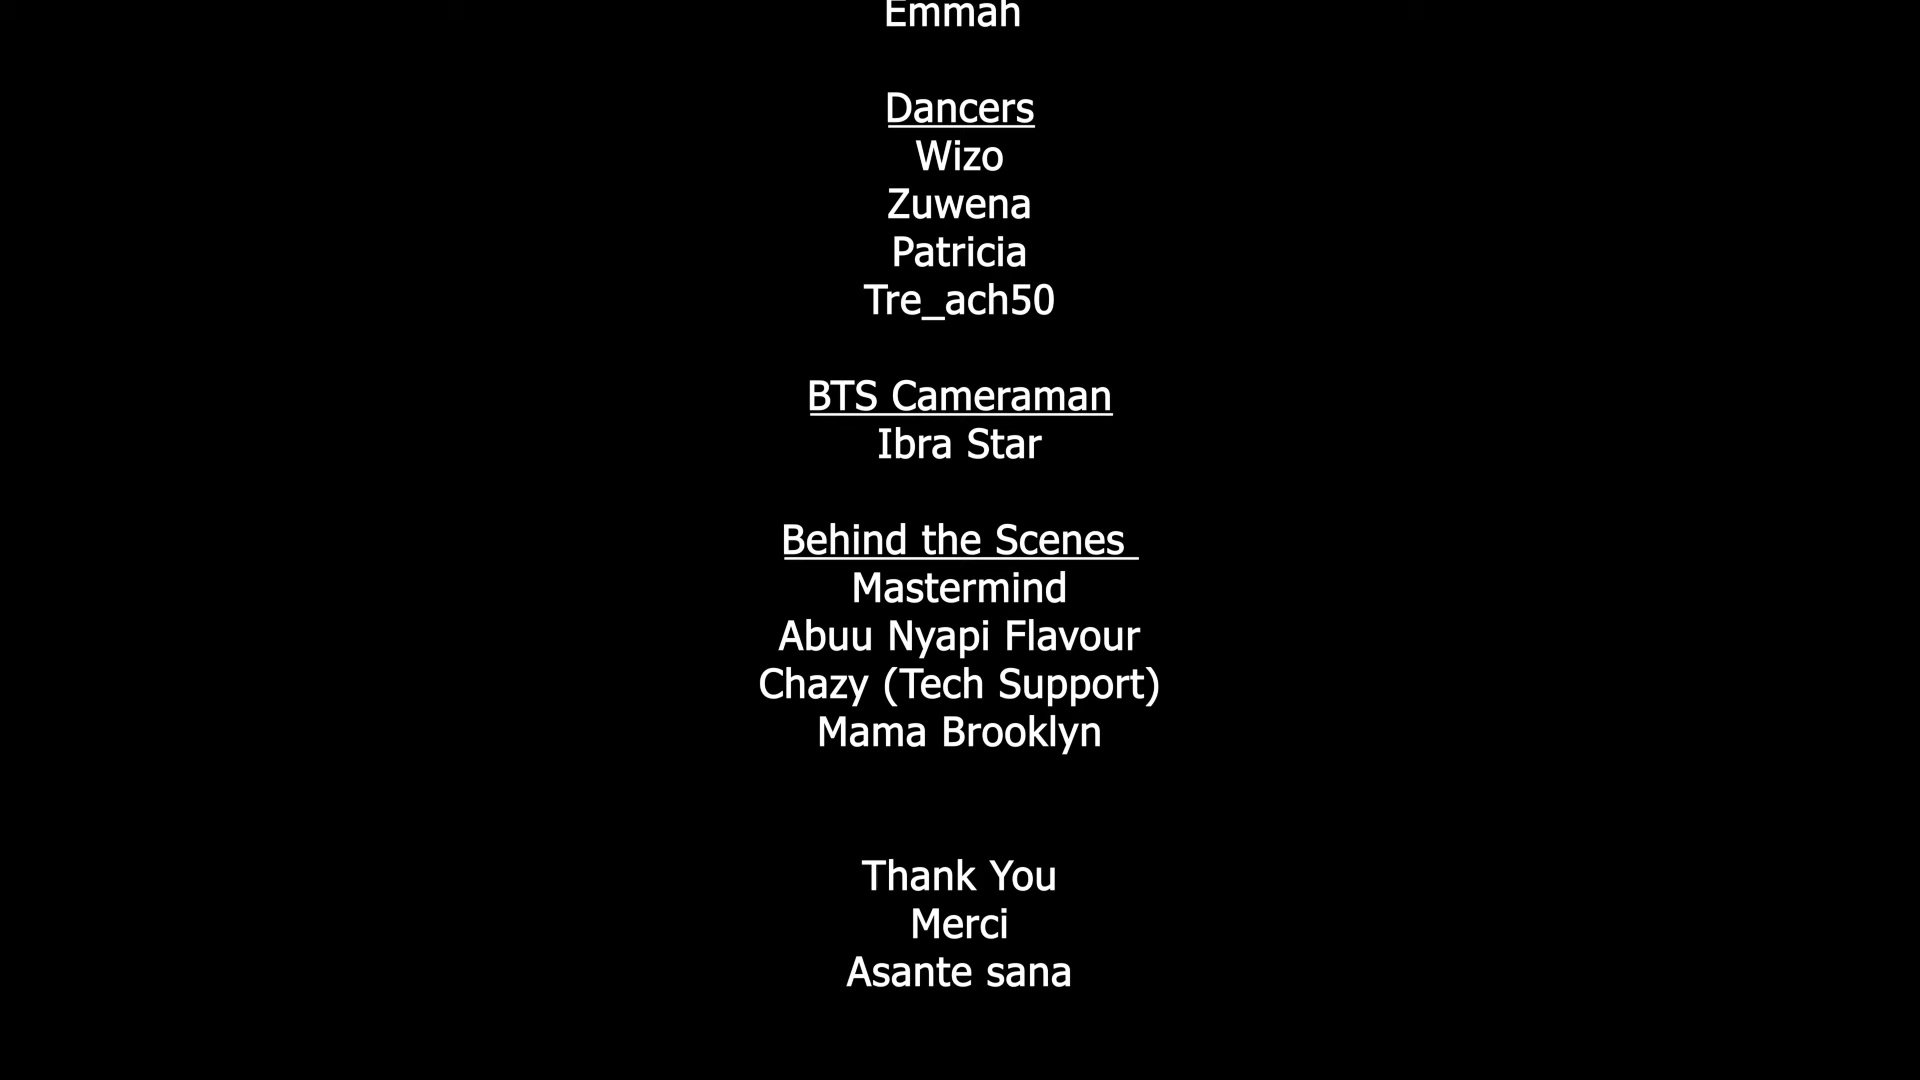 Emmah
Dancers
Wizo
Zuwena
Patricia
Tre_ach50
BTS Cameraman
Ibra Star
Behind the Scenes
Mastermind
Abuu Nyapi Flavour
Chazy (Tech Support)
Mama Brooklyn
Thank You
Merci
Asante sana